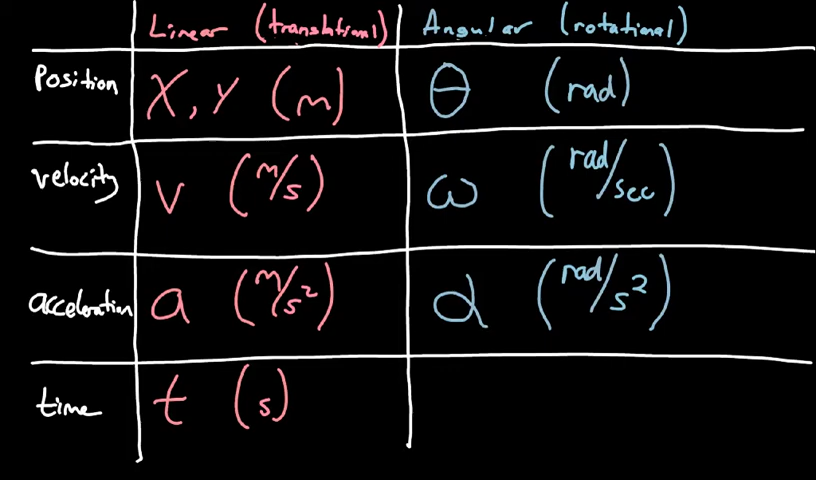 Linear (translational) Angular (rotational)
Position X, Y (m) θ (rad)
velocity v (m/s) ω (rad/sec)
acceleration a (m/s²) α (rad/s²)
time t (s)